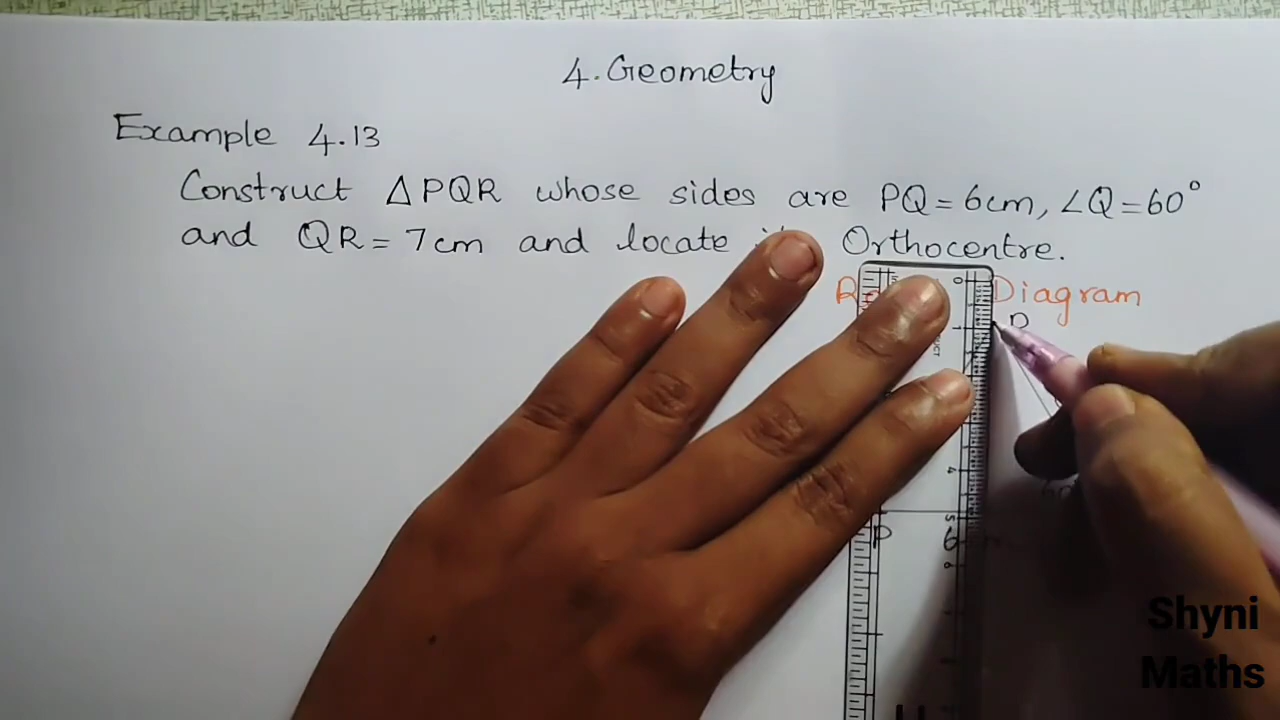 4. Geometry
Example 4.13
Construct △PQR whose sides are PQ = 6cm, ∠Q = 60°
and QR = 7cm and locate Orthocentre.
Diagram
P
6
Shyni
Maths